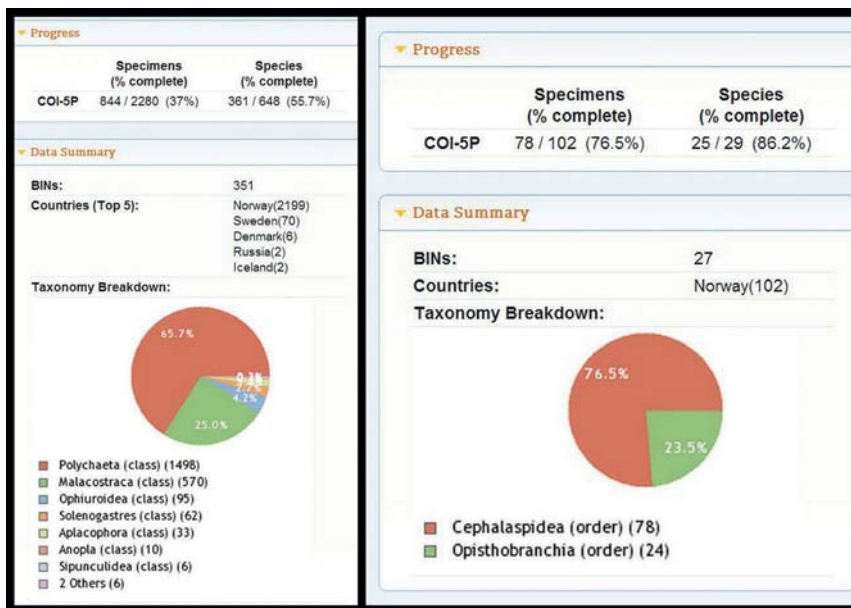 Progress
Specimens Species
(% complete) (% complete)
COI-5P 844 / 2280 (37%) 361 / 648 (55.7%)
Data Summary
BINs: 351
Countries (Top 5): Norway(2199)
Sweden(70)
Denmark(6)
Russia(2)
Iceland(2)
Taxonomy Breakdown:
65.7%
2.7%
4.2%
25.0%
Polychaeta (class) (1498)
Malacostraca (class) (570)
Ophiuroidea (class) (95)
Solenogastres (class) (62)
Aplacophora (class) (33)
Anopla (class) (10)
Sipunculidea (class) (6)
2 Others (6)
Progress
Specimens Species
(% complete) (% complete)
COI-5P 78 / 102 (76.5%) 25 / 29 (86.2%)
Data Summary
BINs: 27
Countries: Norway(102)
Taxonomy Breakdown:
76.5%
23.5%
Cephalaspidea (order) (78)
Opisthobranchia (order) (24)